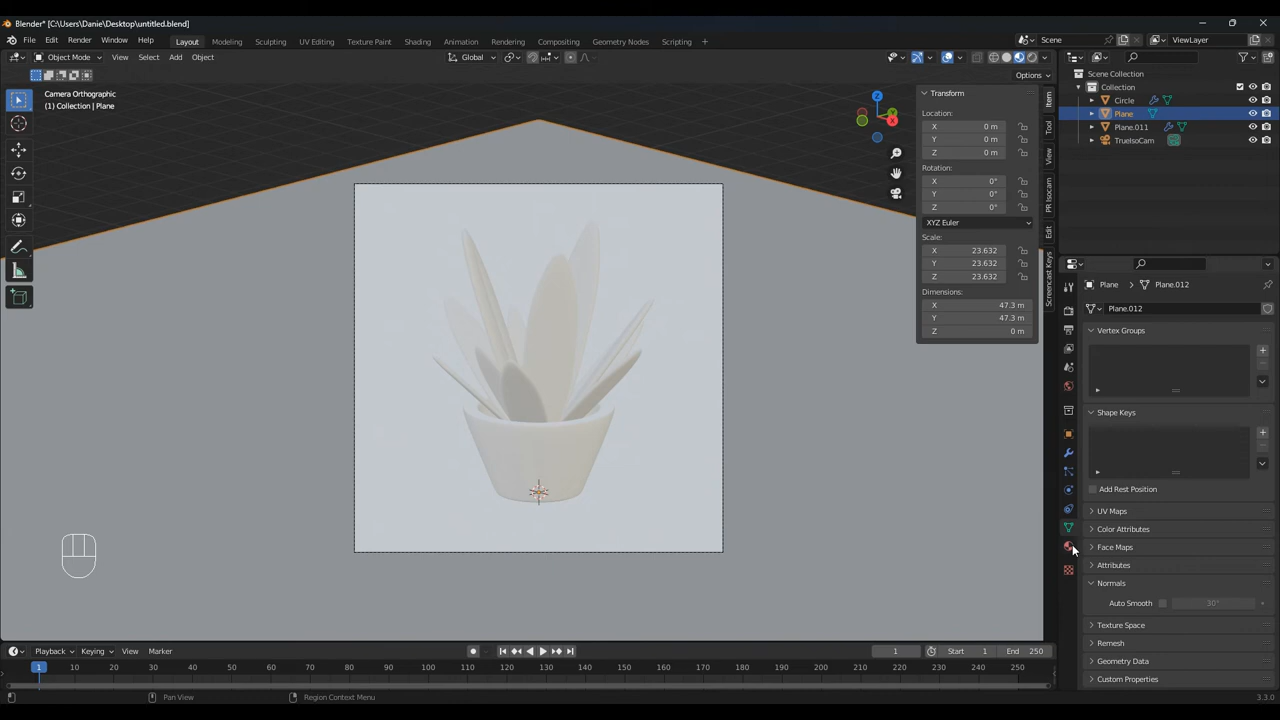 Blender* [C:\Users\Danie\Desktop\untitled.blend]
File Edit Render Window Help Layout Modeling Sculpting UV Editing Texture Paint Shading Animation Rendering Compositing Geometry Nodes Scripting + Scene ViewLayer
Object Mode View Select Add Object Global
Options
Camera Orthographic
(1) Collection | Plane
Z
Y
X
Transform
Location:
X 0 m
Y 0 m
Z 0 m
Rotation:
X 0°
Y 0°
Z 0°
XYZ Euler
Scale:
X 23.632
Y 23.632
Z 23.632
Dimensions:
X 47.3 m
Y 47.3 m
Z 0 m
Item
Tool
View
PR Isocam
Edit
Screencast Keys
Scene Collection
Collection
Circle
Plane
Plane.011
TrueIsoCam
Plane Plane.012
Plane.012
Vertex Groups
Shape Keys
Add Rest Position
UV Maps
Color Attributes
Face Maps
Attributes
Normals
Auto Smooth 30°
Texture Space
Remesh
Geometry Data
Custom Properties
Playback Keying View Marker 1 Start 1 End 250
1 10 20 30 40 50 60 70 80 90 100 110 120 130 140 150 160 170 180 190 200 210 220 230 240 250
Pan View Region Context Menu 3.3.0